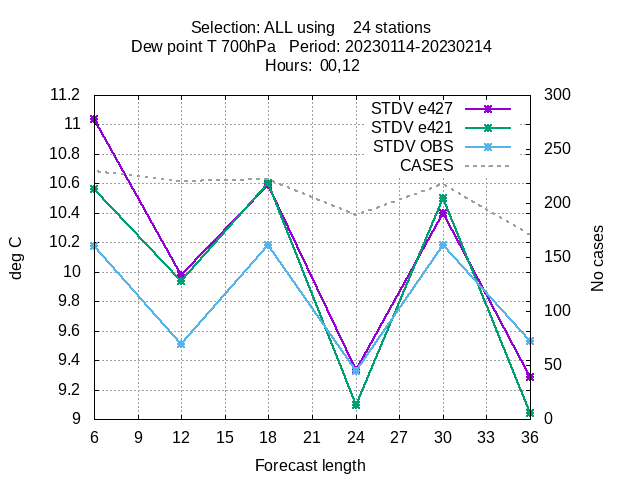 Selection: ALL using    24 stations
Dew point T 700hPa   Period: 20230114-20230214
Hours:  00,12
STDV e427
STDV e421
STDV OBS
CASES
11.2
11
10.8
10.6
10.4
10.2
10
9.8
9.6
9.4
9.2
9
300
250
200
150
100
50
0
deg C
No cases
6 9 12 15 18 21 24 27 30 33 36
Forecast length